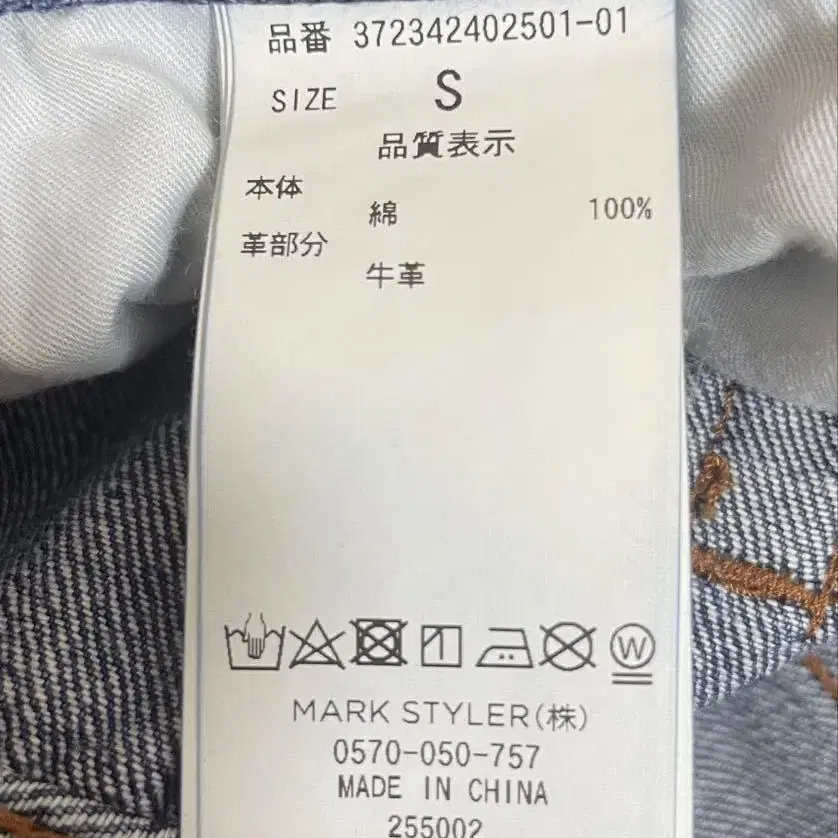 品番 372342402501-01
SIZE S
品質表示
本体
綿 100%
革部分
牛革
W
MARK STYLER(株)
0570-050-757
MADE IN CHINA
255002